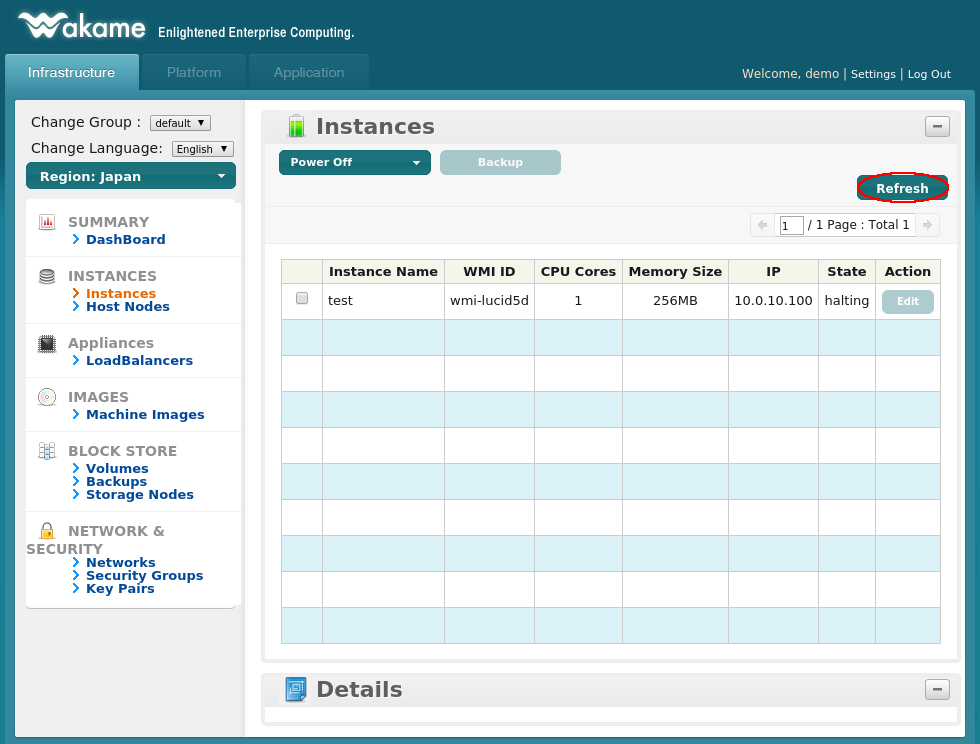 Wakame Enlightened Enterprise Computing.
Infrastructure Platform Application
Welcome, demo | Settings | Log Out
Change Group : default
Change Language: English
Region: Japan
SUMMARY
DashBoard
INSTANCES
Instances
Host Nodes
Appliances
LoadBalancers
IMAGES
Machine Images
BLOCK STORE
Volumes
Backups
Storage Nodes
NETWORK &
SECURITY
Networks
Security Groups
Key Pairs
Instances
Power Off Backup
Refresh
1 / 1 Page : Total 1
Instance Name WMI ID CPU Cores Memory Size IP State Action
test wmi-lucid5d 1 256MB 10.0.10.100 halting Edit
Details